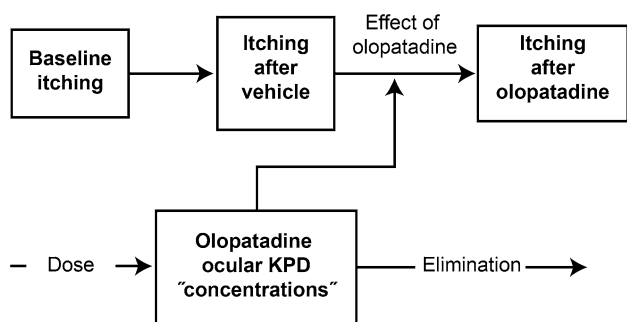 Baseline
itching
Itching
after
vehicle
Effect of
olopatadine
Itching
after
olopatadine
Dose
Olopatadine
ocular KPD
˝concentrations˝
Elimination